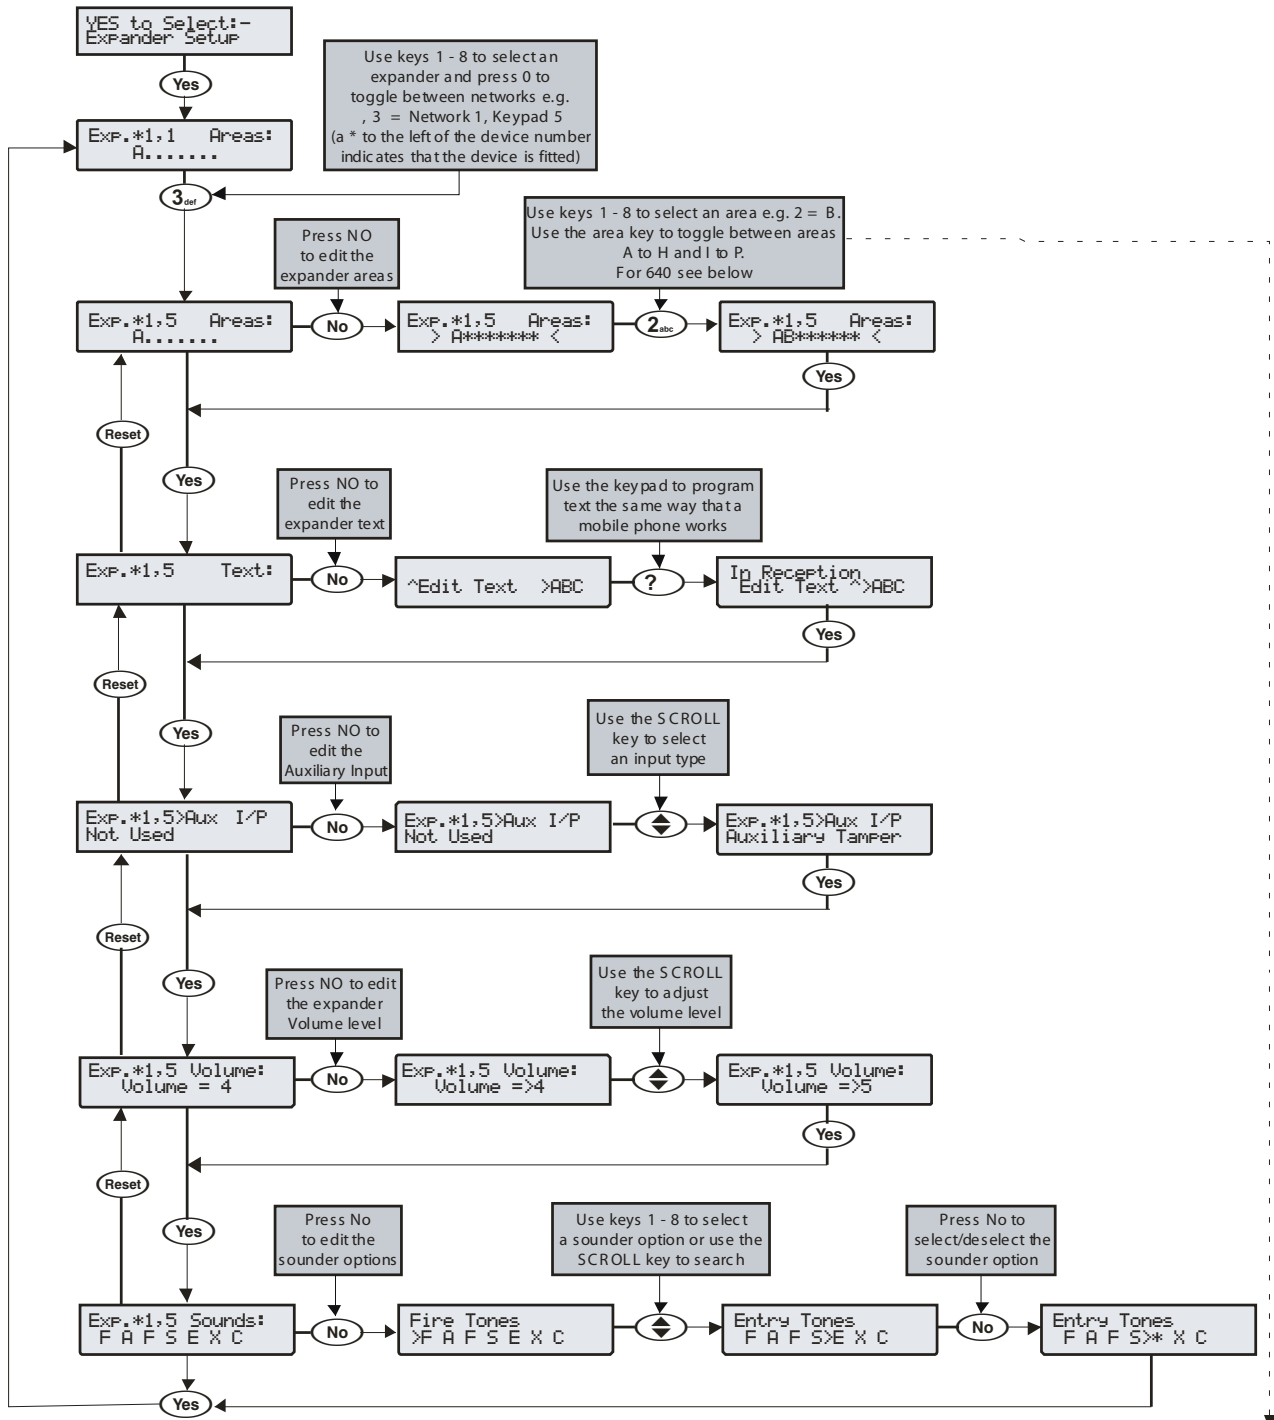 YES to Select:-
Expander Setup
Yes
Use keys 1 - 8 to select an
expander and press 0 to
toggle between networks e.g.
, 3 = Network 1, Keypad 5
(a * to the left of the device number
indicates that the device is fitted)
Exp.*1,1 Areas:
A.......
3def
Press NO
to edit the
expander areas
Use keys 1 - 8 to select an area e.g. 2 = B.
Use the area key to toggle between areas
A to H and I to P.
For 640 see below
Exp.*1,5 Areas:
A.......
No
Exp.*1,5 Areas:
> A******* <
2abc
Exp.*1,5 Areas:
> AB****** <
Yes
Reset
Yes
Press NO to
edit the
expander text
Use the keypad to program
text the same way that a
mobile phone works
Exp.*1,5 Text:
No
^Edit Text >ABC
?
In Reception
Edit Text ^>ABC
Yes
Reset
Yes
Press NO to
edit the
Auxiliary Input
Use the SCROLL
key to select
an input type
Exp.*1,5>Aux I/P
Not Used
No
Exp.*1,5>Aux I/P
Not Used
Exp.*1,5>Aux I/P
Auxiliary Tamper
Yes
Reset
Yes
Press NO to edit
the expander
Volume level
Use the SCROLL
key to adjust
the volume level
Exp.*1,5 Volume:
Volume = 4
No
Exp.*1,5 Volume:
Volume =>4
Exp.*1,5 Volume:
Volume =>5
Yes
Reset
Yes
Press No
to edit the
sounder options
Use keys 1 - 8 to select
a sounder option or use the
SCROLL key to search
Press No to
select/deselect the
sounder option
Exp.*1,5 Sounds:
F A F S E X C
No
Fire Tones
>F A F S E X C
Entry Tones
F A F S>E X C
No
Entry Tones
F A F S>* X C
Yes